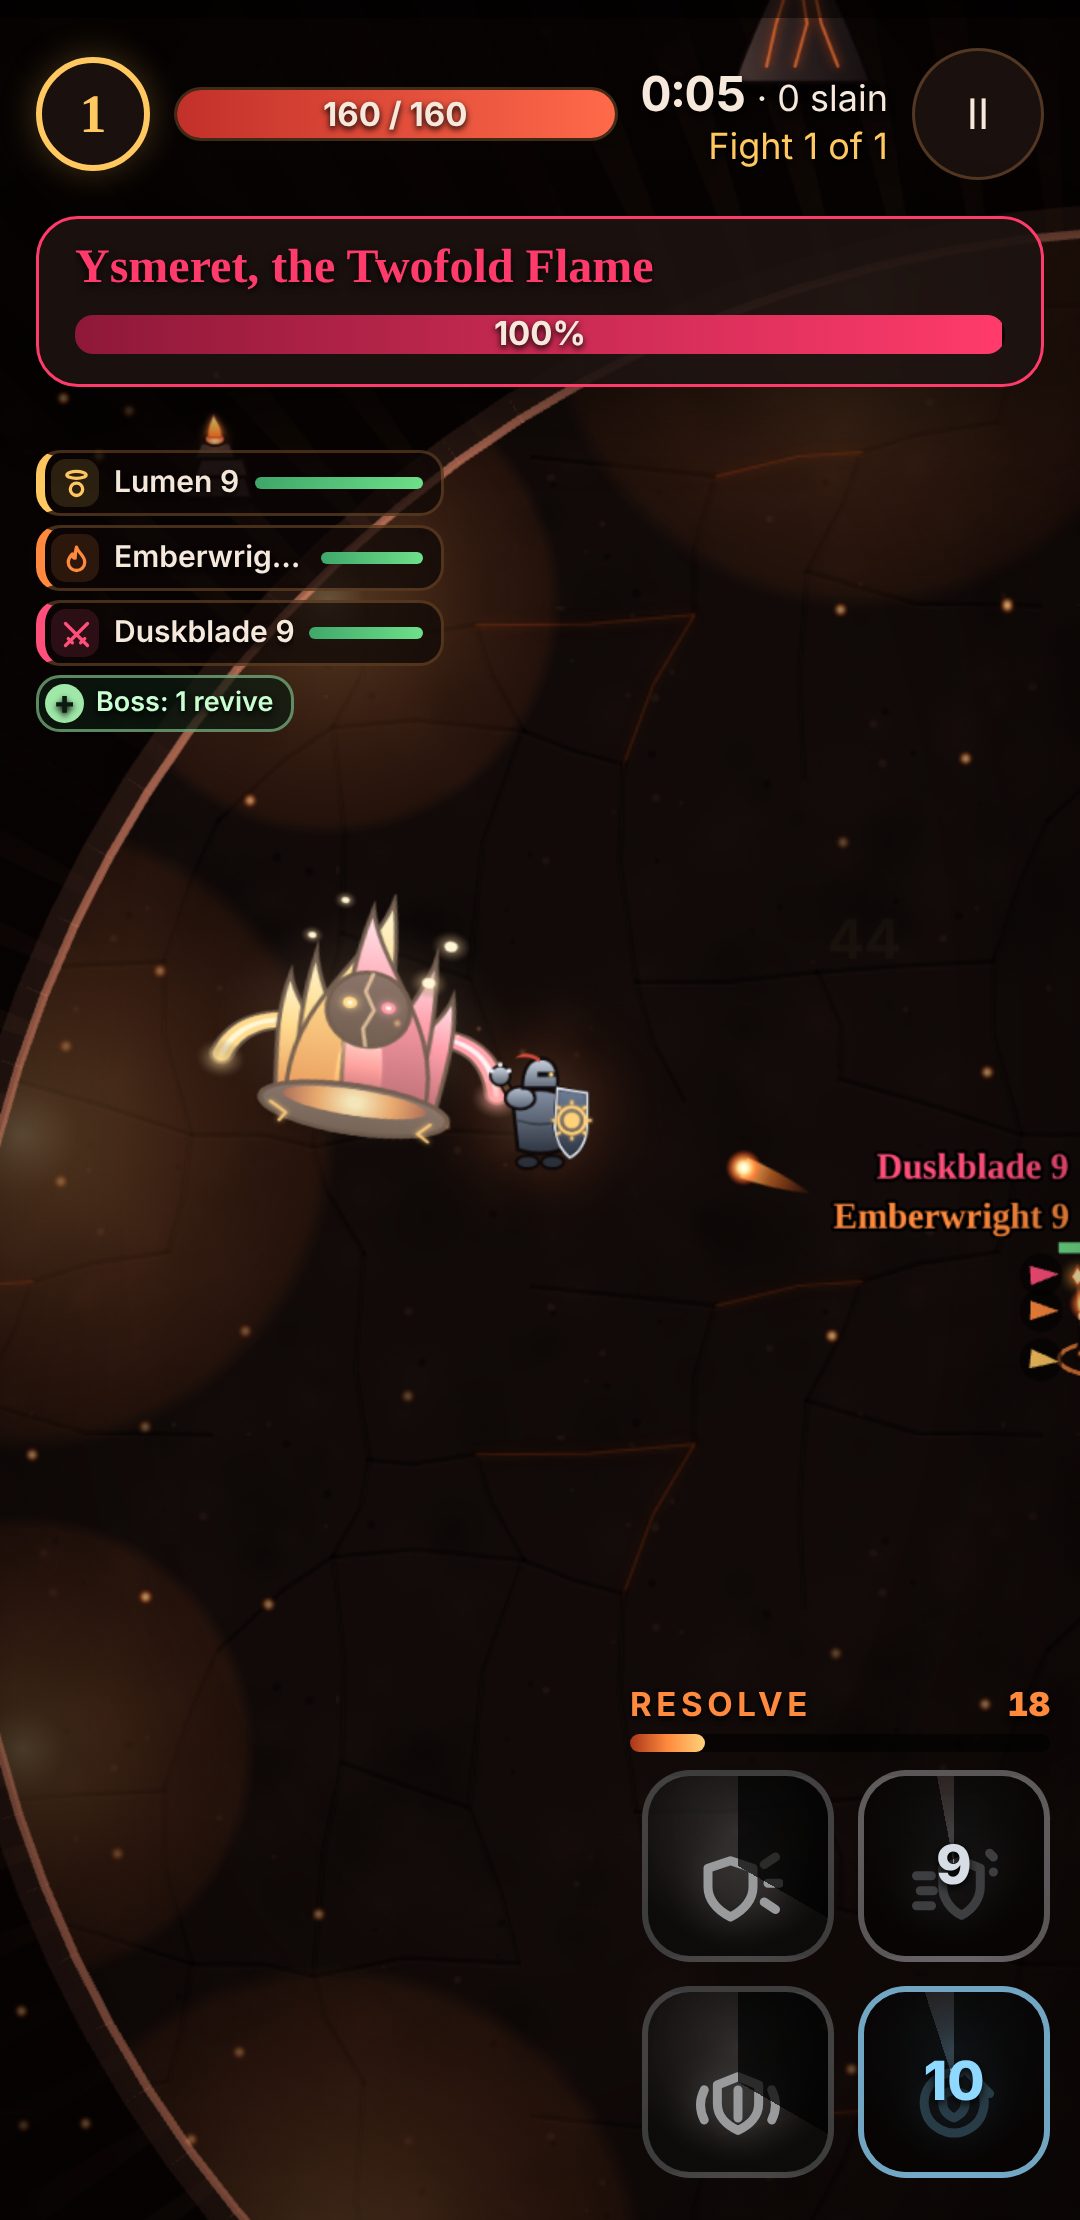 1
160 / 160
0:05 · 0 slain
Fight 1 of 1
Ysmeret, the Twofold Flame
100%
Lumen 9
Emberwrig...
Duskblade 9
Boss: 1 revive
44
Duskblade 9
Emberwright 9
RESOLVE 18
9
10